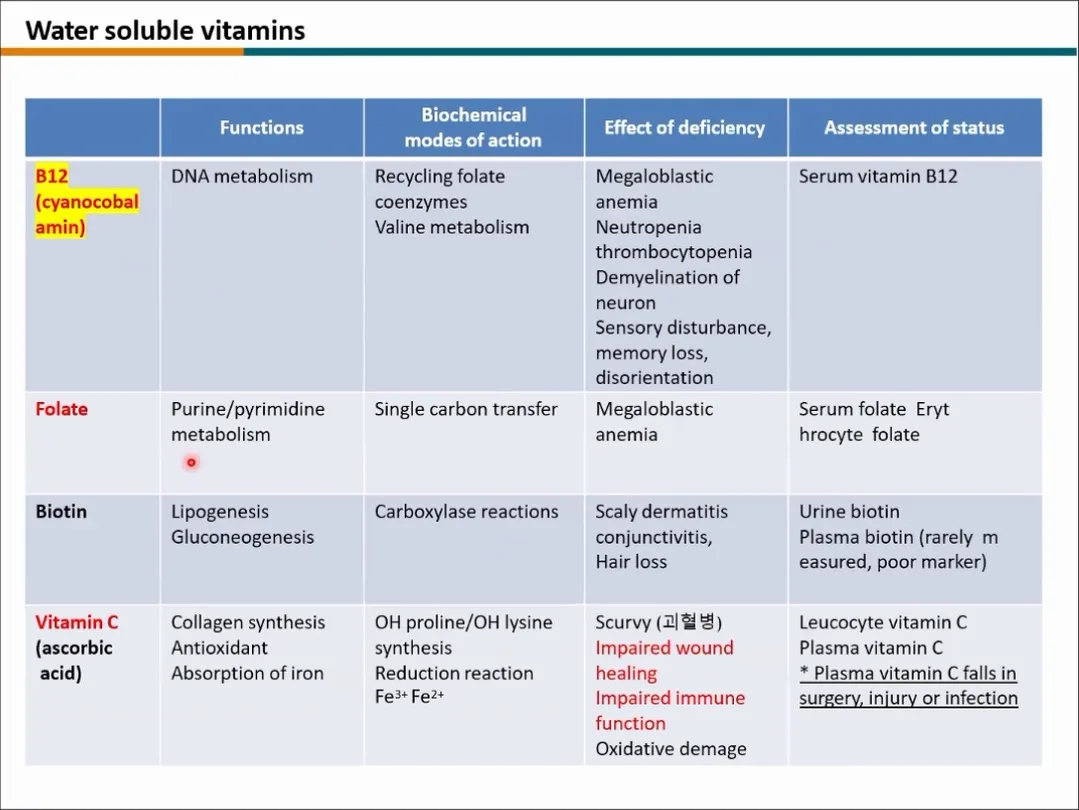 Water soluble vitamins
Functions
Biochemical
modes of action
Effect of deficiency
Assessment of status
B12
(cyanocobal
amin)
DNA metabolism
Recycling folate
coenzymes
Valine metabolism
Megaloblastic
anemia
Neutropenia
thrombocytopenia
Demyelination of
neuron
Sensory disturbance,
memory loss,
disorientation
Serum vitamin B12
Folate
Purine/pyrimidine
metabolism
Single carbon transfer
Megaloblastic
anemia
Serum folate Eryt
hrocyte folate
Biotin
Lipogenesis
Gluconeogenesis
Carboxylase reactions
Scaly dermatitis
conjunctivitis,
Hair loss
Urine biotin
Plasma biotin (rarely m
easured, poor marker)
Vitamin C
(ascorbic
acid)
Collagen synthesis
Antioxidant
Absorption of iron
OH proline/OH lysine
synthesis
Reduction reaction
Fe³⁺ Fe²⁺
Scurvy (괴혈병)
Impaired wound
healing
Impaired immune
function
Oxidative demage
Leucocyte vitamin C
Plasma vitamin C
* Plasma vitamin C falls in
surgery, injury or infection